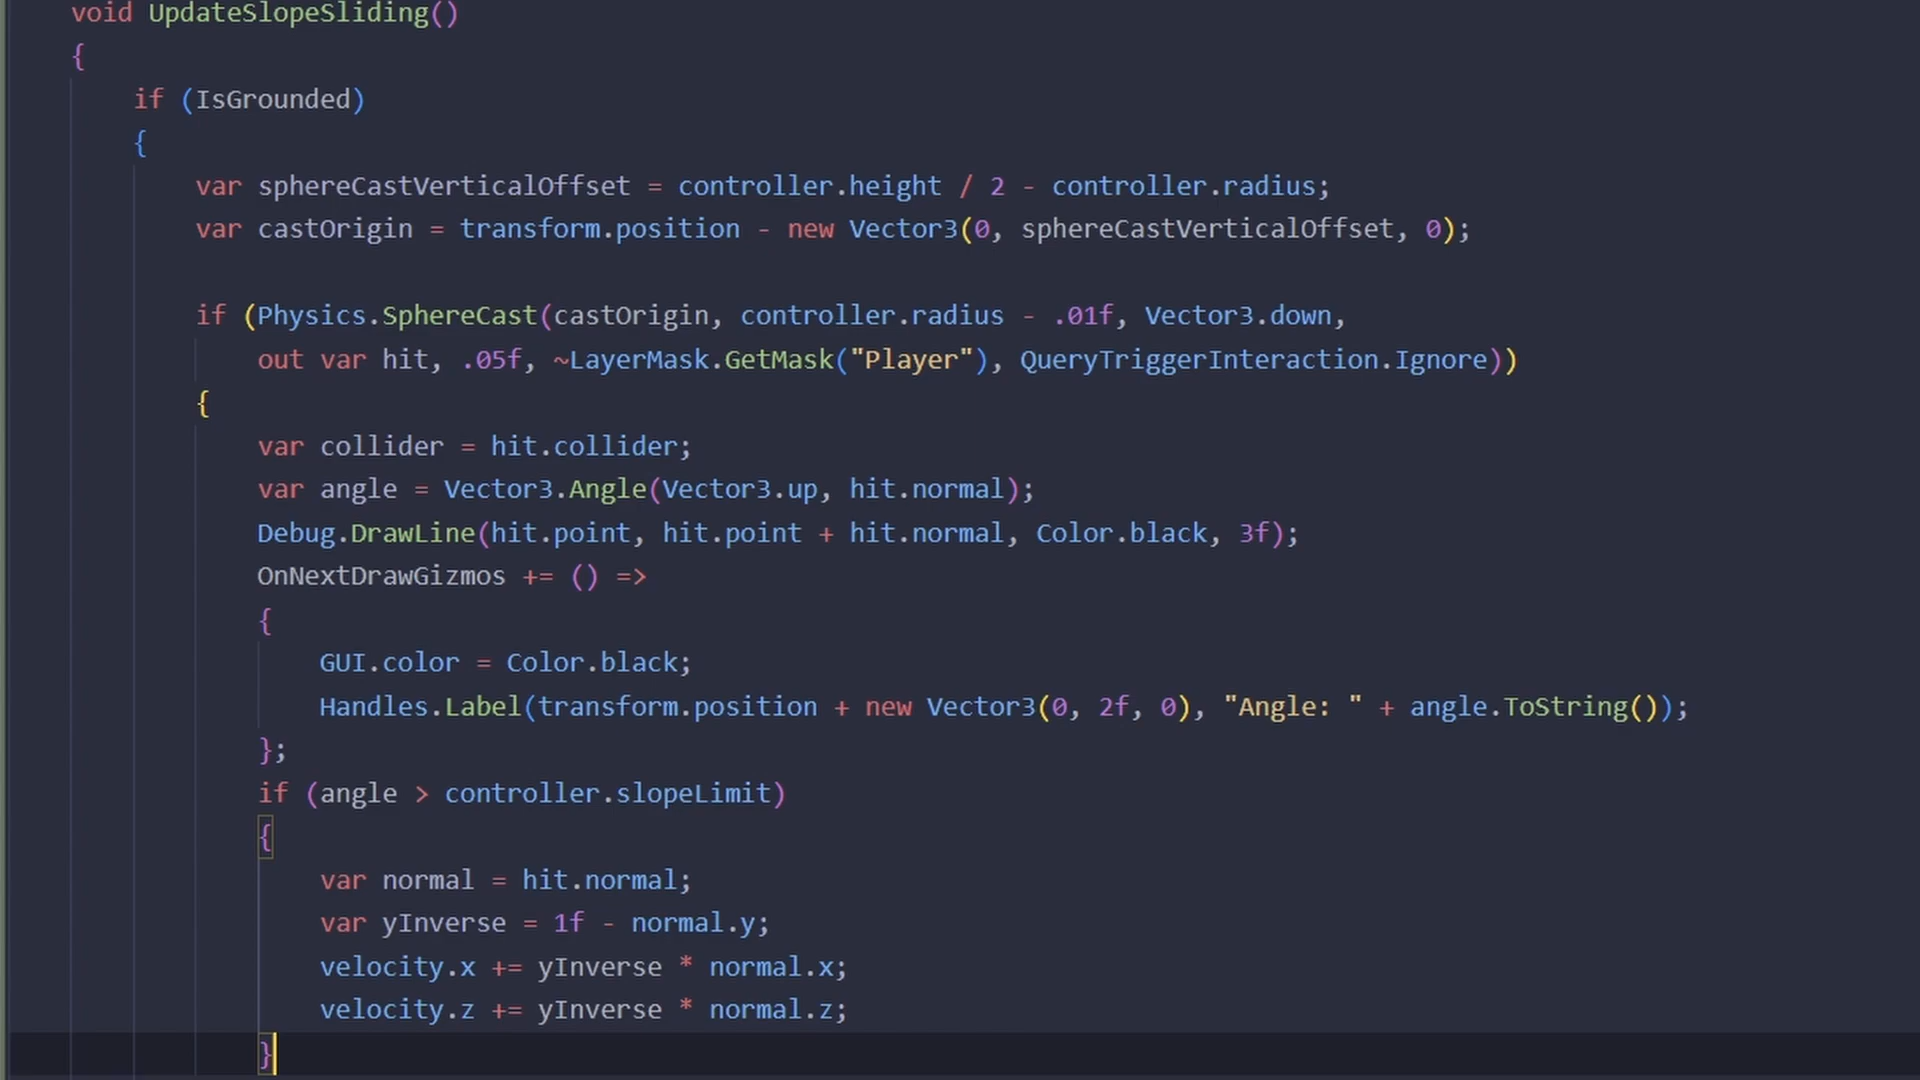 void UpdateSlopeSliding()
{
if (IsGrounded)
{
var sphereCastVerticalOffset = controller.height / 2 - controller.radius;
var castOrigin = transform.position - new Vector3(0, sphereCastVerticalOffset, 0);
if (Physics.SphereCast(castOrigin, controller.radius - .01f, Vector3.down,
out var hit, .05f, ~LayerMask.GetMask("Player"), QueryTriggerInteraction.Ignore))
{
var collider = hit.collider;
var angle = Vector3.Angle(Vector3.up, hit.normal);
Debug.DrawLine(hit.point, hit.point + hit.normal, Color.black, 3f);
OnNextDrawGizmos += () =>
{
GUI.color = Color.black;
Handles.Label(transform.position + new Vector3(0, 2f, 0), "Angle: " + angle.ToString());
};
if (angle > controller.slopeLimit)
{
var normal = hit.normal;
var yInverse = 1f - normal.y;
velocity.x += yInverse * normal.x;
velocity.z += yInverse * normal.z;
}